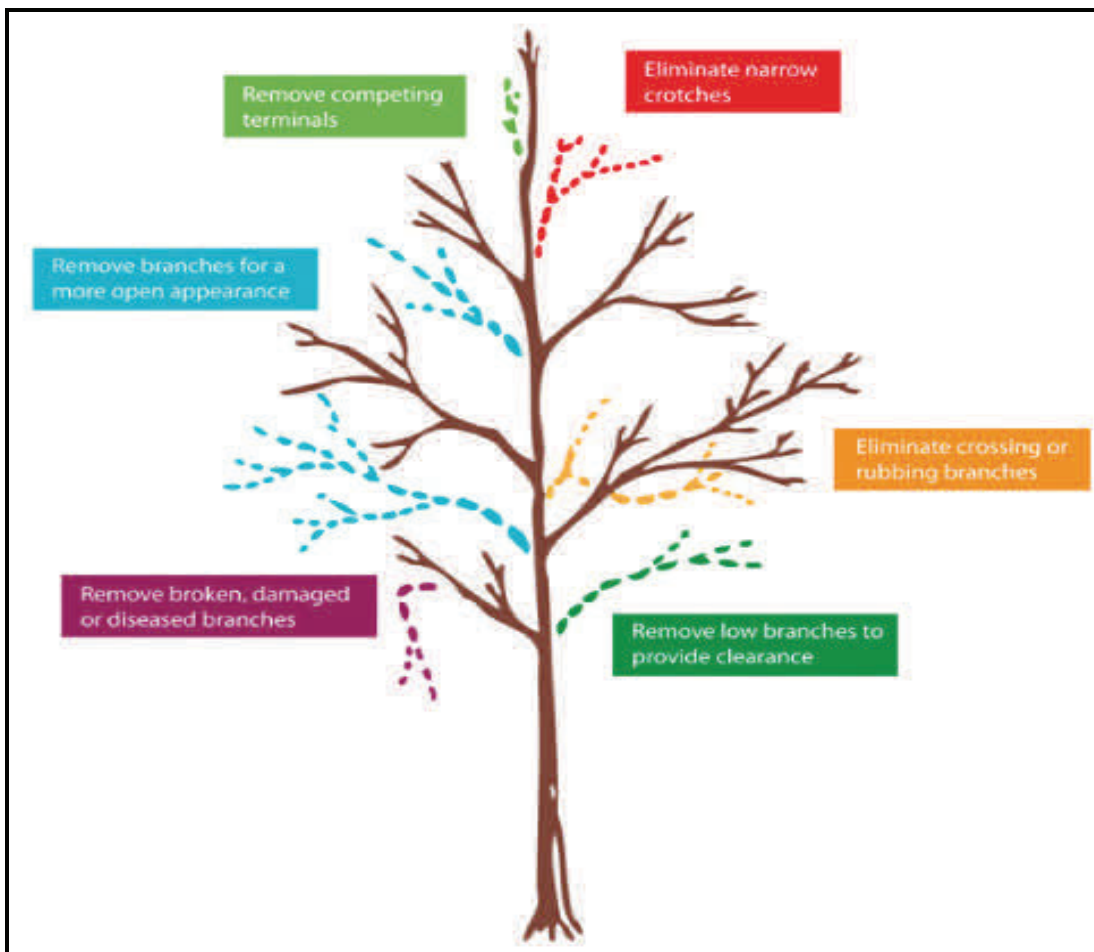 Remove competing
terminals
Eliminate narrow
crotches
Remove branches for a
more open appearance
Eliminate crossing or
rubbing branches
Remove broken, damaged
or diseased branches
Remove low branches to
provide clearance